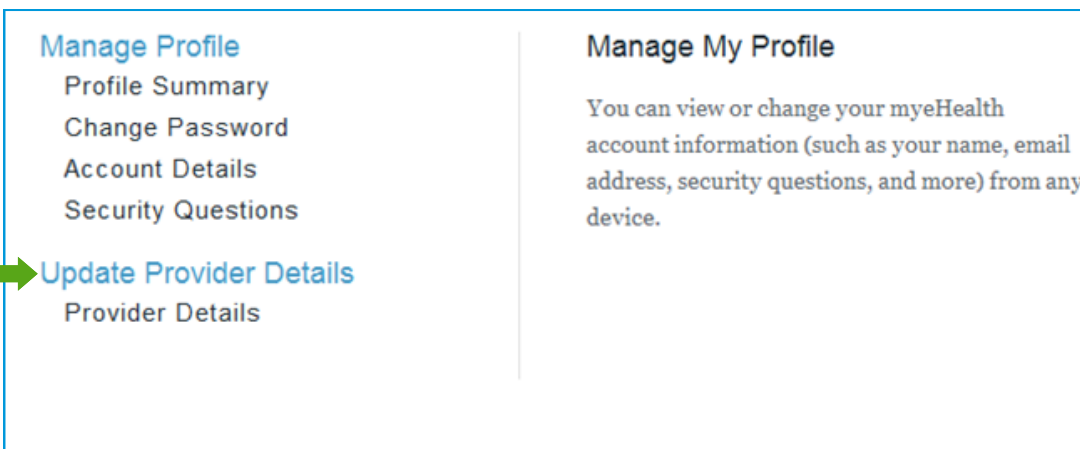 Manage Profile
Profile Summary
Change Password
Account Details
Security Questions
Update Provider Details
Provider Details
Manage My Profile
You can view or change your myeHealth
account information (such as your name, email
address, security questions, and more) from any
device.